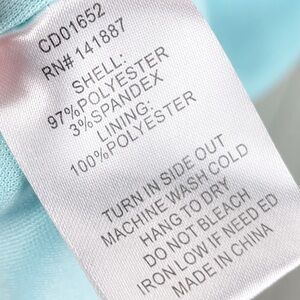 CD01652
RN# 141887
SHELL:
97%POLYESTER
3%SPANDEX
LINING:
100%POLYESTER
TURN IN SIDE OUT
MACHINE WASH COLD
HANG TO DRY
DO NOT BLEACH
IRON LOW IF NEED ED
MADE IN CHINA